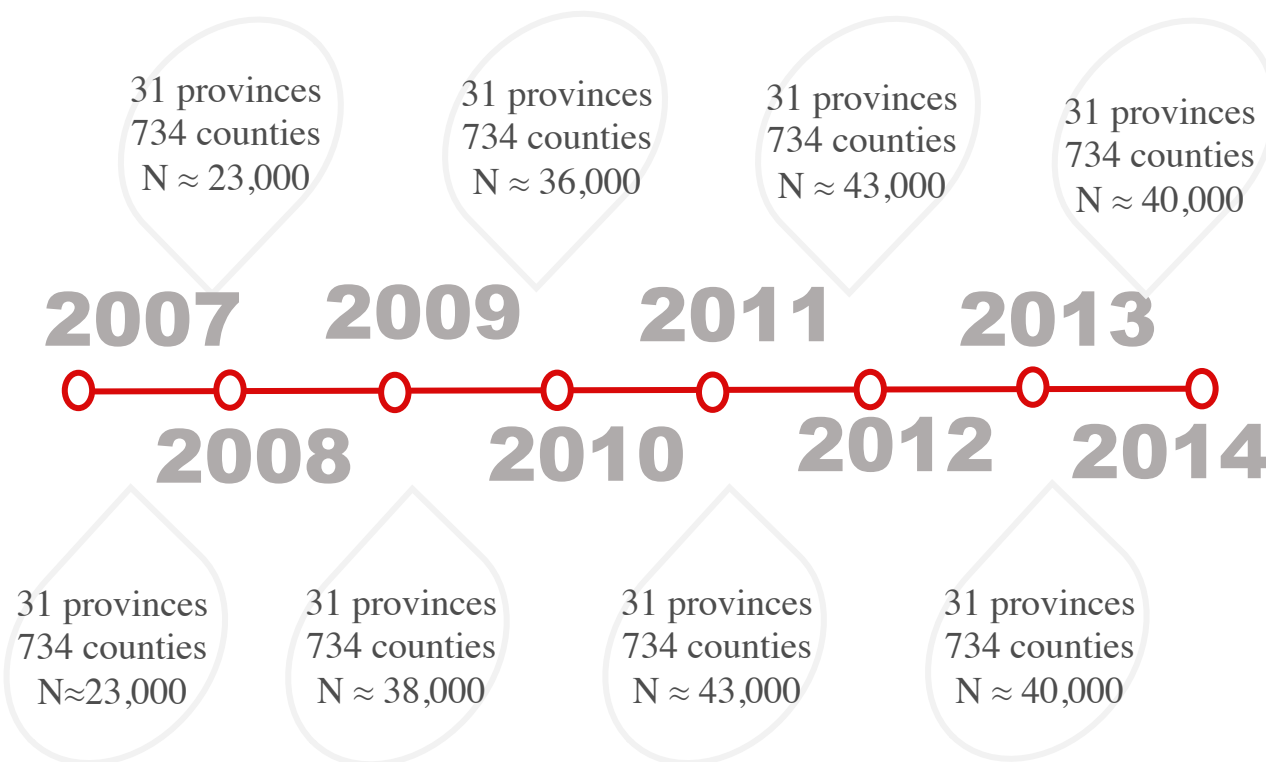 31 provinces
734 counties
N ≈ 23,000
31 provinces
734 counties
N ≈ 36,000
31 provinces
734 counties
N ≈ 43,000
31 provinces
734 counties
N ≈ 40,000
2007
2009
2011
2013
2008
2010
2012
2014
31 provinces
734 counties
N≈23,000
31 provinces
734 counties
N ≈ 38,000
31 provinces
734 counties
N ≈ 43,000
31 provinces
734 counties
N ≈ 40,000